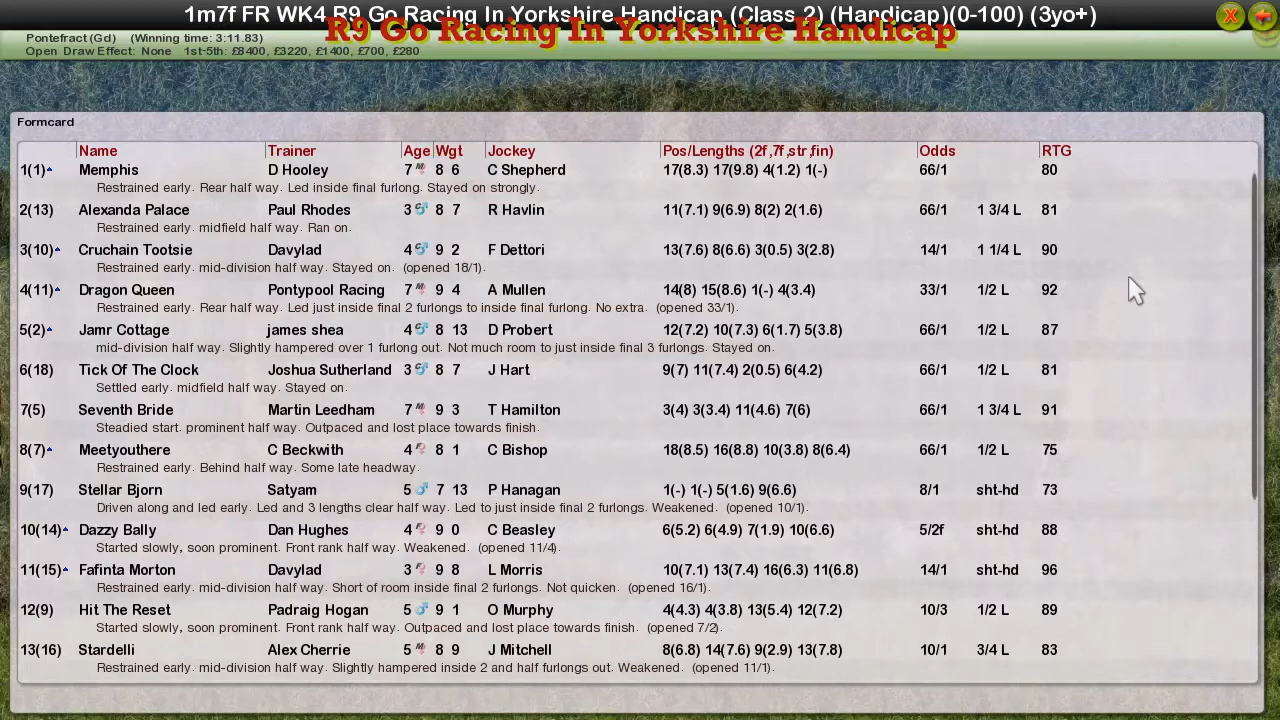 1m7f FR WK4 R9 Go Racing In Yorkshire Handicap (Class 2) (Handicap)(0-100) (3yo+)
R9 Go Racing In Yorkshire Handicap
Pontefract(Gd) (Winning time: 3:11.83)
Open Draw Effect: None 1st-5th: £8400, £3220, £1400, £700, £280
Formcard
Name Trainer Age Wgt Jockey Pos/Lengths (2f,7f,str,fin) Odds RTG
1(1) Memphis D Hooley 7 8 6 C Shepherd 17(8.3) 17(9.8) 4(1.2) 1(-) 66/1 80
Restrained early. Rear half way. Led inside final furlong. Stayed on strongly.
2(13) Alexanda Palace Paul Rhodes 3 8 7 R Havlin 11(7.1) 9(6.9) 8(2) 2(1.6) 66/1 1 3/4 L 81
Restrained early. midfield half way. Ran on.
3(10) Cruchain Tootsie Davylad 4 9 2 F Dettori 13(7.6) 8(6.6) 3(0.5) 3(2.8) 14/1 1 1/4 L 90
Restrained early. mid-division half way. Stayed on. (opened 18/1).
4(11) Dragon Queen Pontypool Racing 7 9 4 A Mullen 14(8) 15(8.6) 1(-) 4(3.4) 33/1 1/2 L 92
Restrained early. Rear half way. Led just inside final 2 furlongs to inside final furlong. No extra. (opened 33/1).
5(2) Jamr Cottage james shea 4 8 13 D Probert 12(7.2) 10(7.3) 6(1.7) 5(3.8) 66/1 1/2 L 87
mid-division half way. Slightly hampered over 1 furlong out. Not much room to just inside final 3 furlongs. Stayed on.
6(18) Tick Of The Clock Joshua Sutherland 3 8 7 J Hart 9(7) 11(7.4) 2(0.5) 6(4.2) 66/1 1/2 L 81
Settled early. midfield half way. Stayed on.
7(5) Seventh Bride Martin Leedham 7 9 3 T Hamilton 3(4) 3(3.4) 11(4.6) 7(6) 66/1 1 3/4 L 91
Steadied start. prominent half way. Outpaced and lost place towards finish.
8(7) Meetyouthere C Beckwith 4 8 1 C Bishop 18(8.5) 16(8.8) 10(3.8) 8(6.4) 66/1 1/2 L 75
Restrained early. Behind half way. Some late headway.
9(17) Stellar Bjorn Satyam 5 7 13 P Hanagan 1(-) 1(-) 5(1.6) 9(6.6) 8/1 sht-hd 73
Driven along and led early. Led and 3 lengths clear half way. Led to just inside final 2 furlongs. Weakened. (opened 10/1).
10(14) Dazzy Bally Dan Hughes 4 9 0 C Beasley 6(5.2) 6(4.9) 7(1.9) 10(6.6) 5/2f sht-hd 88
Started slowly, soon prominent. Front rank half way. Weakened. (opened 11/4).
11(15) Fafinta Morton Davylad 3 9 8 L Morris 10(7.1) 13(7.4) 16(6.3) 11(6.8) 14/1 sht-hd 96
Restrained early. mid-division half way. Short of room inside final 2 furlongs. Not quicken. (opened 16/1).
12(9) Hit The Reset Padraig Hogan 5 9 1 O Murphy 4(4.3) 4(3.8) 13(5.4) 12(7.2) 10/3 1/2 L 89
Started slowly, soon prominent. Front rank half way. Outpaced and lost place towards finish. (opened 7/2).
13(16) Stardelli Alex Cherrie 5 8 9 J Mitchell 8(6.8) 14(7.6) 9(2.9) 13(7.8) 10/1 3/4 L 83
Restrained early. mid-division half way. Slightly hampered inside 2 and half furlongs out. Weakened. (opened 11/1).